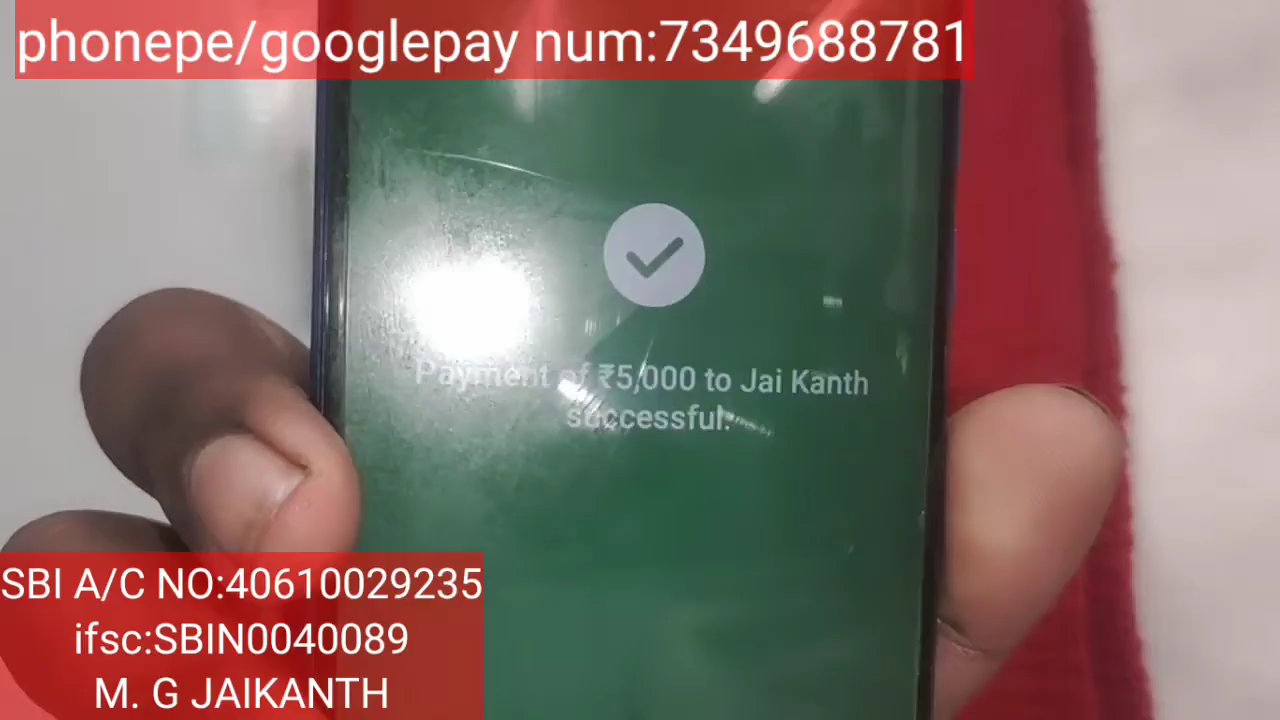 phonepe/googlepay num:7349688781
Payment of ₹5,000 to Jai Kanth
successful.
SBI A/C NO:40610029235
ifsc:SBIN0040089
M. G JAIKANTH